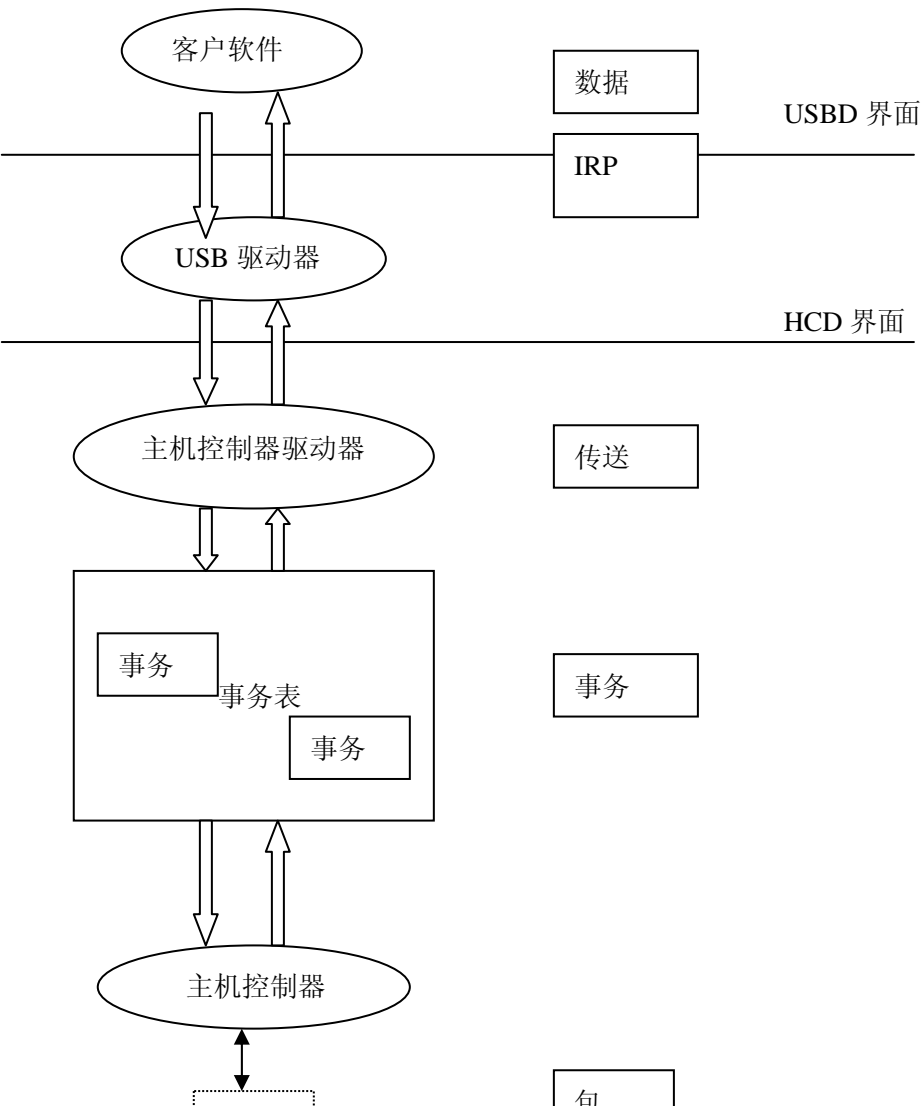 客户软件
数据
USBD 界面
IRP
USB 驱动器
HCD 界面
主机控制器驱动器
传送
事务
事务表
事务
事务
主机控制器